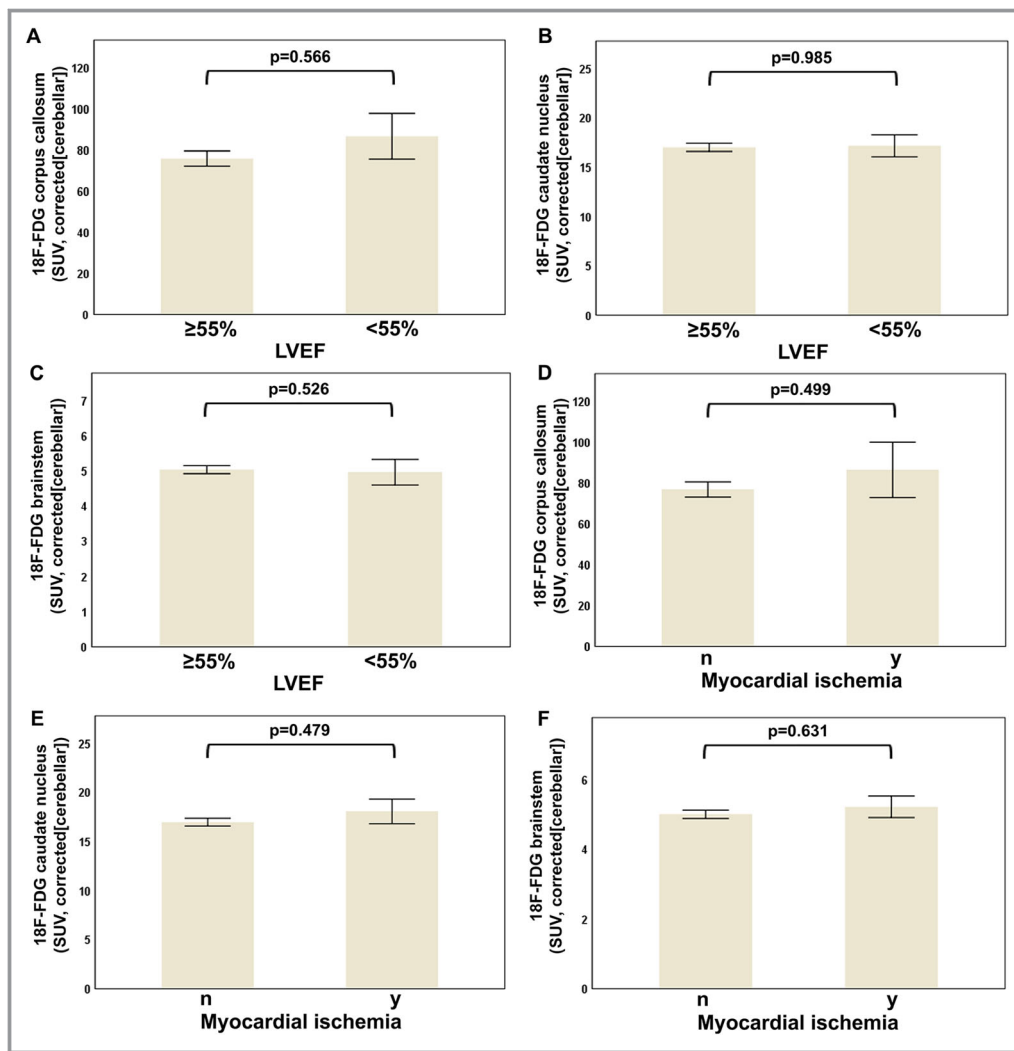 A
18F-FDG corpus callosum
(SUV, corrected[cerebellar])
120
100
80
60
40
20
0
p=0.566
≥55%
<55%
LVEF
B
18F-FDG caudate nucleus
(SUV, corrected[cerebellar])
25
20
15
10
5
0
p=0.985
≥55%
<55%
LVEF
C
18F-FDG brainstem
(SUV, corrected[cerebellar])
7
6
5
4
3
2
1
0
p=0.526
≥55%
<55%
LVEF
D
18F-FDG corpus callosum
(SUV, corrected[cerebellar])
120
100
80
60
40
20
0
p=0.499
n
y
Myocardial ischemia
E
18F-FDG caudate nucleus
(SUV, corrected[cerebellar])
25
20
15
10
5
0
p=0.479
n
y
Myocardial ischemia
F
18F-FDG brainstem
(SUV, corrected[cerebellar])
6
4
2
0
p=0.631
n
y
Myocardial ischemia